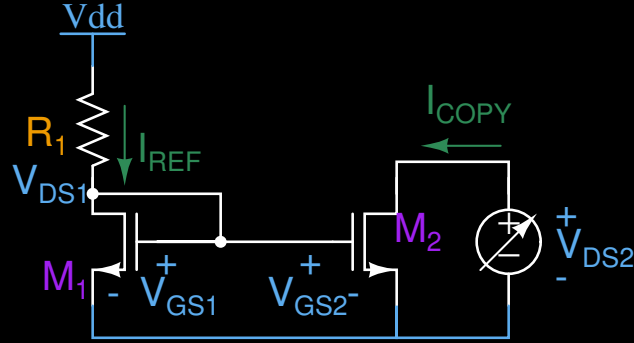 Vdd
R1
IREF
ICOPY
VDS1
M1
+
-
VGS1
+
VGS2-
M2
+
-
+
VDS2
-